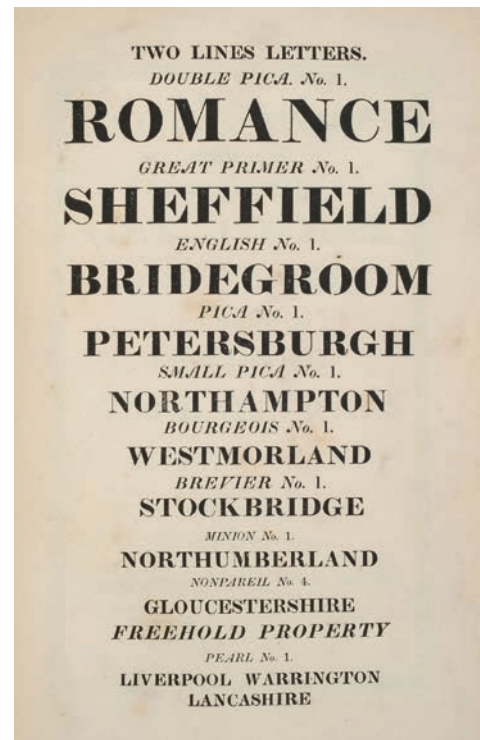 TWO LINES LETTERS.
DOUBLE PICA. No. 1.
ROMANCE
GREAT PRIMER No. 1.
SHEFFIELD
ENGLISH No. 1.
BRIDEGROOM
PICA No. 1.
PETERSBURGH
SMALL PICA No. 1.
NORTHAMPTON
BOURGEOIS No. 1.
WESTMORLAND
BREVIER No. 1.
STOCKBRIDGE
MINION No. 1.
NORTHUMBERLAND
NONPAREIL No. 4.
GLOUCESTERSHIRE
FREEHOLD PROPERTY
PEARL No. 1.
LIVERPOOL WARRINGTON
LANCASHIRE